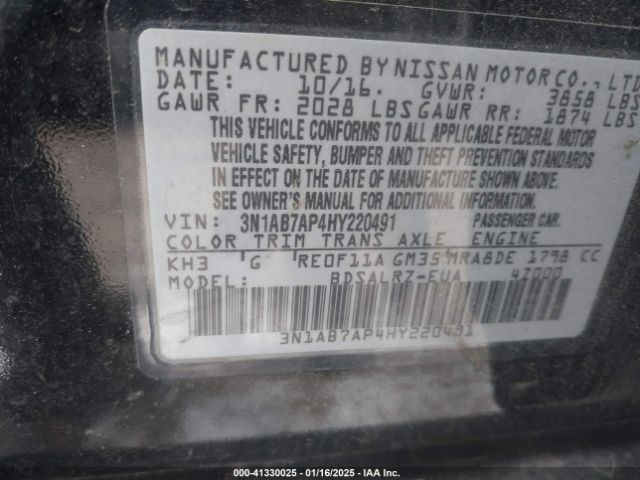 MANUFACTURED BY NISSAN MOTOR CO., LTD
DATE: 10/16. GVWR: 3858 LBS
GAWR FR: 2028 LBS GAWR RR: 1874 LBS
THIS VEHICLE CONFORMS TO ALL APPLICABLE FEDERAL MOTOR
VEHICLE SAFETY, BUMPER AND THEFT PREVENTION STANDARDS
IN EFFECT ON THE DATE OF MANUFACTURE SHOWN ABOVE.
SEE OWNER'S MANUAL FOR ADDITIONAL INFORMATION.
VIN: 3N1AB7AP4HY220491 PASSENGER CAR.
COLOR TRIM TRANS AXLE ENGINE
KH3 G RE0F11A GM35 MRA8DE 1798 CC
MODEL: BDSALRZ-EUA 47000
3N1AB7AP4HY220491
00-41330025 - 01/16/2025 - IAA Inc.